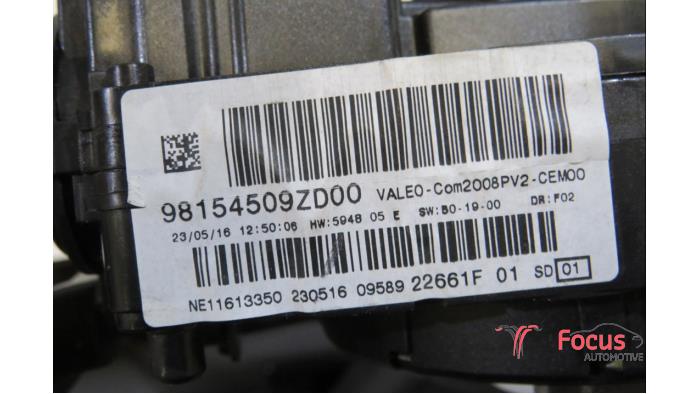 98154509ZD00 VALEO-Com2008PV2-CEM00
23/05/16 12:50:06 HW:5948 05 E SW:B0-19-00 DR:F02
NE11613350 230516 09589 22661F 01 SD 01
Focus
AUTOMOTIVE